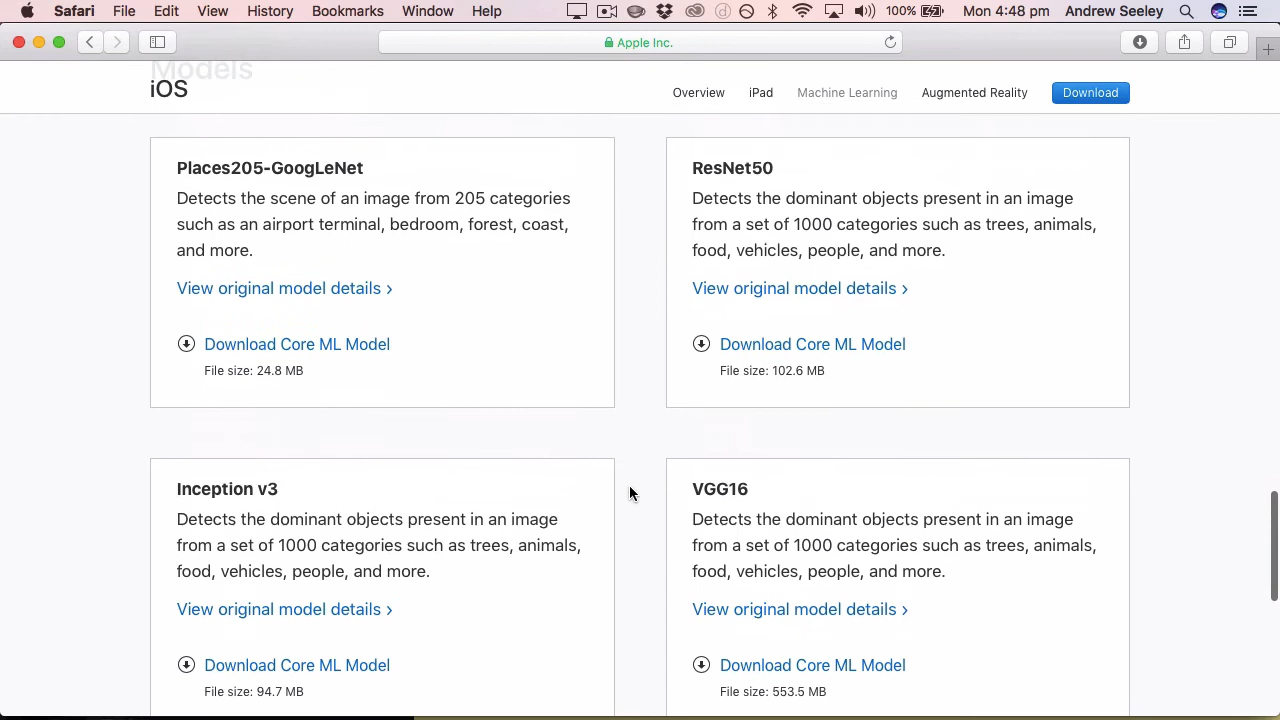 Safari File Edit View History Bookmarks Window Help 100% Mon 4:48 pm Andrew Seeley
Apple Inc.
Models
iOS
Overview iPad Machine Learning Augmented Reality Download
Places205-GoogLeNet
Detects the scene of an image from 205 categories
such as an airport terminal, bedroom, forest, coast,
and more.
View original model details ›
Download Core ML Model
File size: 24.8 MB
ResNet50
Detects the dominant objects present in an image
from a set of 1000 categories such as trees, animals,
food, vehicles, people, and more.
View original model details ›
Download Core ML Model
File size: 102.6 MB
Inception v3
Detects the dominant objects present in an image
from a set of 1000 categories such as trees, animals,
food, vehicles, people, and more.
View original model details ›
Download Core ML Model
File size: 94.7 MB
VGG16
Detects the dominant objects present in an image
from a set of 1000 categories such as trees, animals,
food, vehicles, people, and more.
View original model details ›
Download Core ML Model
File size: 553.5 MB